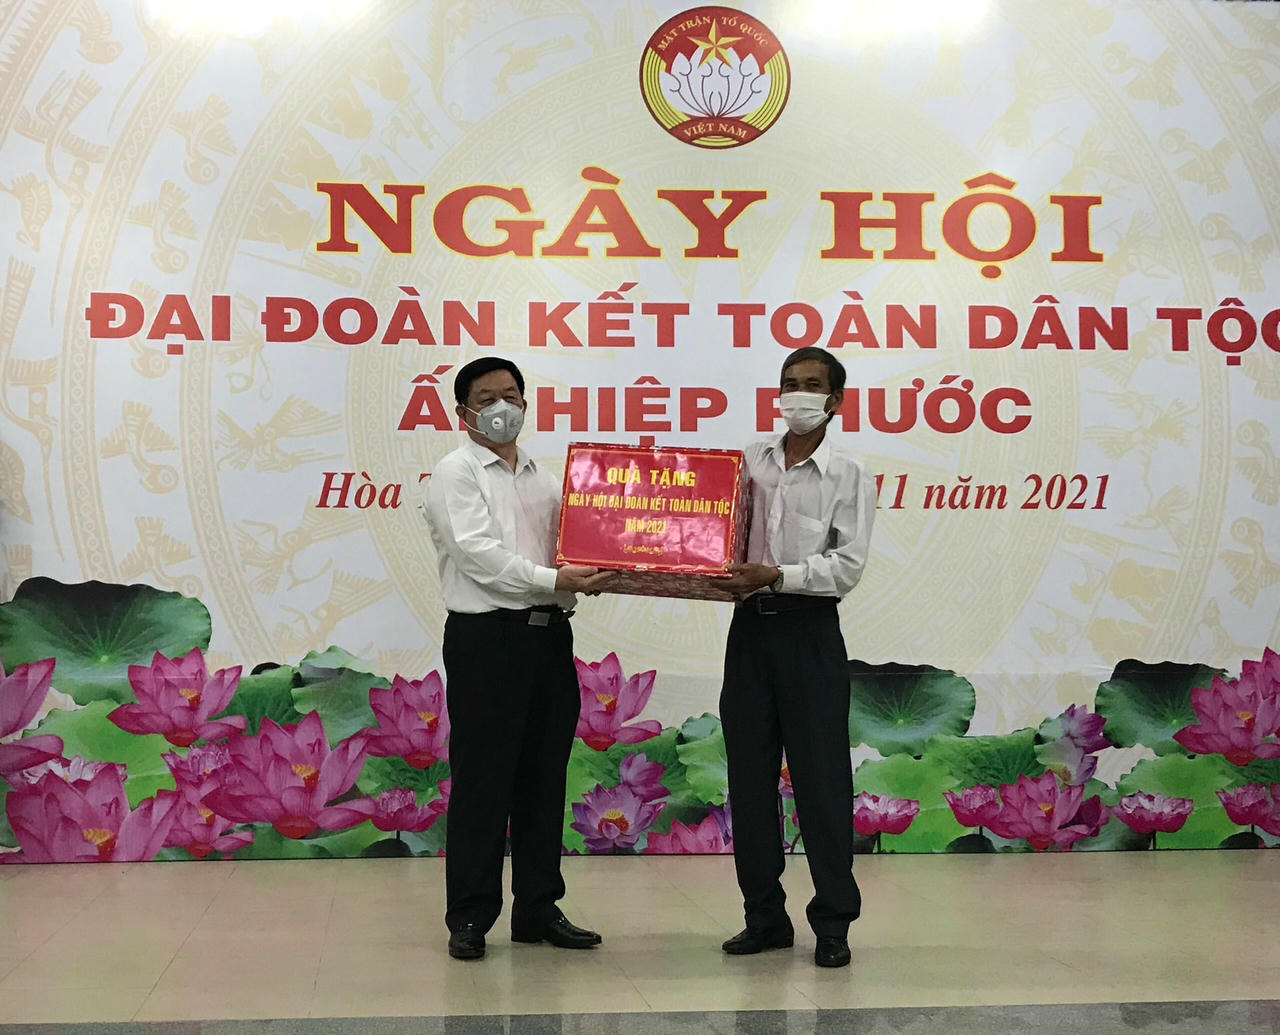 MẶT TRẬN TỔ QUỐC
VIỆT NAM
NGÀY HỘI
ĐẠI ĐOÀN KẾT TOÀN DÂN TỘC
HIỆP PHƯỚC
Hòa 11 năm 2021
QUÀ TẶNG
NGÀY HỘI ĐẠI ĐOÀN KẾT TOÀN DÂN TỘC
NĂM 2021